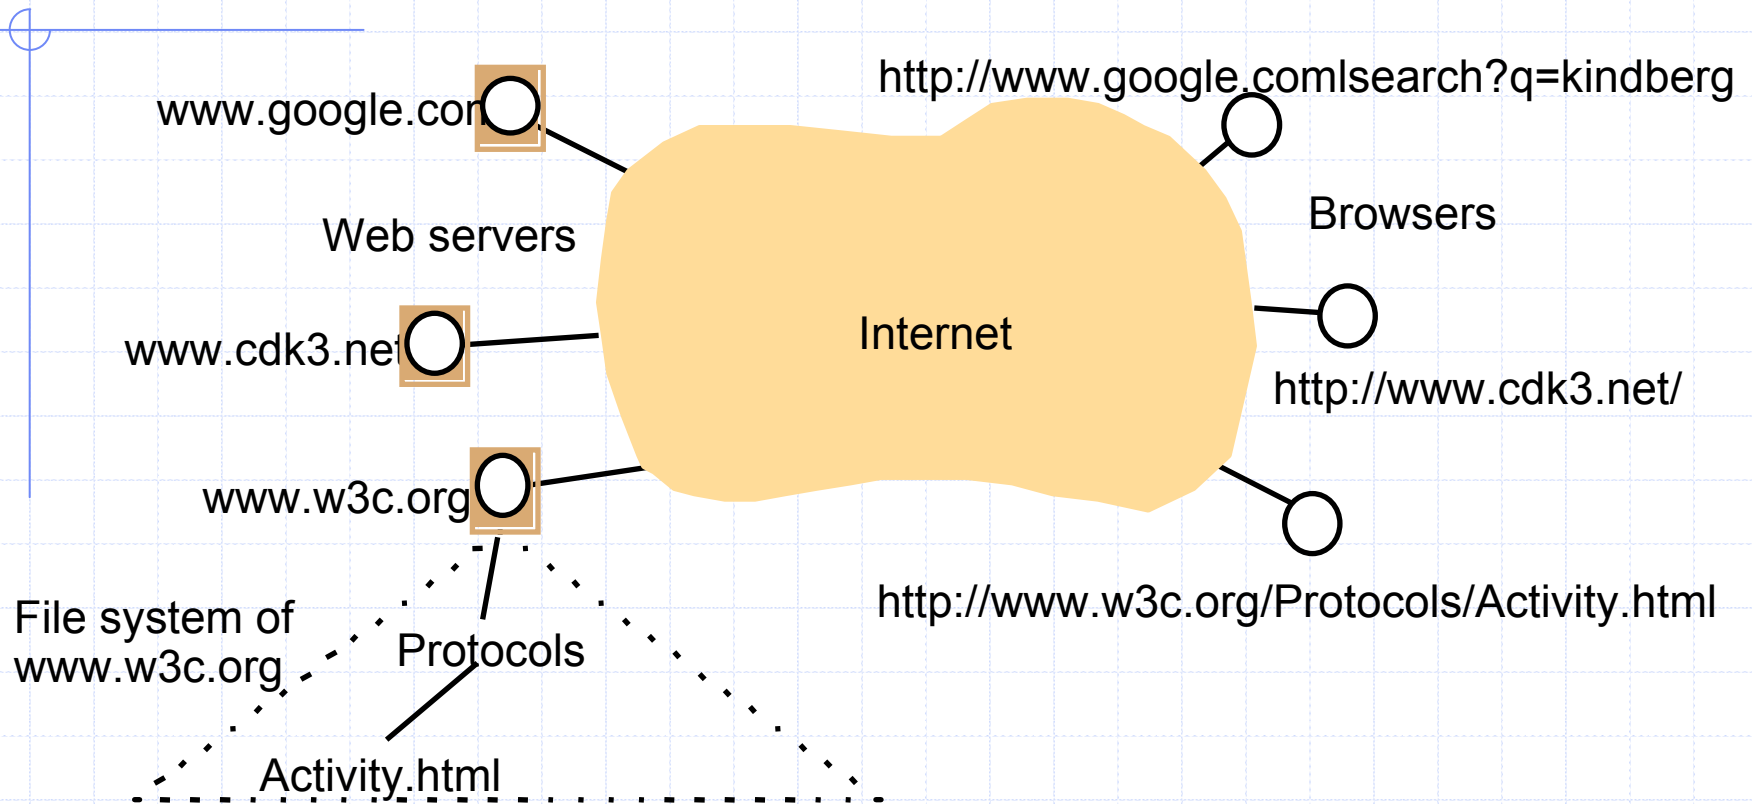 http://www.google.comlsearch?q=kindberg
www.google.com
Browsers
Web servers
Internet
www.cdk3.net
http://www.cdk3.net/
www.w3c.org
http://www.w3c.org/Protocols/Activity.html
File system of
www.w3c.org
Protocols
Activity.html